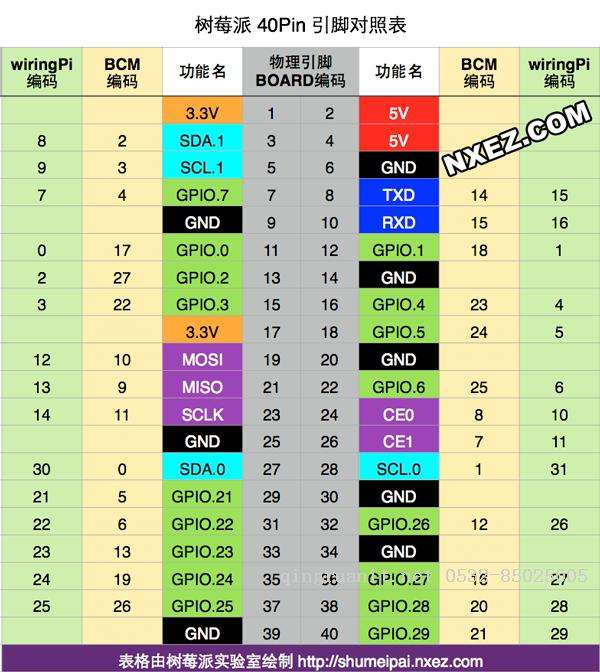 树莓派 40Pin 引脚对照表
wiringPi 编码 BCM 编码 功能名 物理引脚 BOARD编码 功能名 BCM 编码 wiringPi 编码
3.3V 1 2 5V
8 2 SDA.1 3 4 5V
9 3 SCL.1 5 6 GND
7 4 GPIO.7 7 8 TXD 14 15
GND 9 10 RXD 15 16
0 17 GPIO.0 11 12 GPIO.1 18 1
2 27 GPIO.2 13 14 GND
3 22 GPIO.3 15 16 GPIO.4 23 4
3.3V 17 18 GPIO.5 24 5
12 10 MOSI 19 20 GND
13 9 MISO 21 22 GPIO.6 25 6
14 11 SCLK 23 24 CE0 8 10
GND 25 26 CE1 7 11
30 0 SDA.0 27 28 SCL.0 1 31
21 5 GPIO.21 29 30 GND
22 6 GPIO.22 31 32 GPIO.26 12 26
23 13 GPIO.23 33 34 GND
24 19 GPIO.24 35 36 GPIO.27 16 27
25 26 GPIO.25 37 38 GPIO.28 20 28
GND 39 40 GPIO.29 21 29
NXEZ.COM
表格由树莓派实验室绘制 http://shumeipai.nxez.com